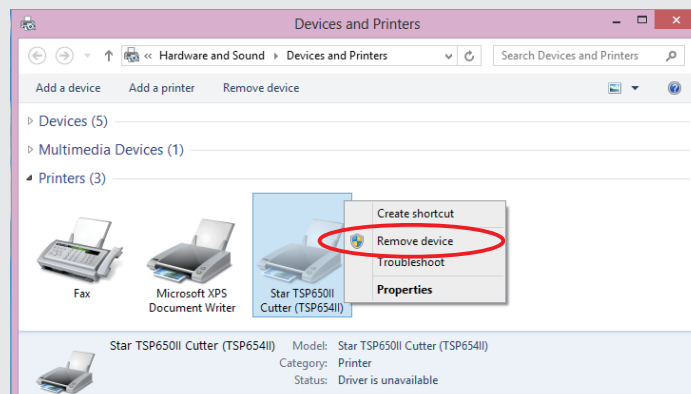 Devices and Printers
« Hardware and Sound Devices and Printers
Search Devices and Printers
Add a device Add a printer Remove device
Devices (5)
Multimedia Devices (1)
Printers (3)
Create shortcut
Remove device
Troubleshoot
Properties
Fax
Microsoft XPS
Document Writer
Star TSP650II
Cutter (TSP654II)
Star TSP650II Cutter (TSP654II) Model: Star TSP650II Cutter (TSP654II)
Category: Printer
Status: Driver is unavailable